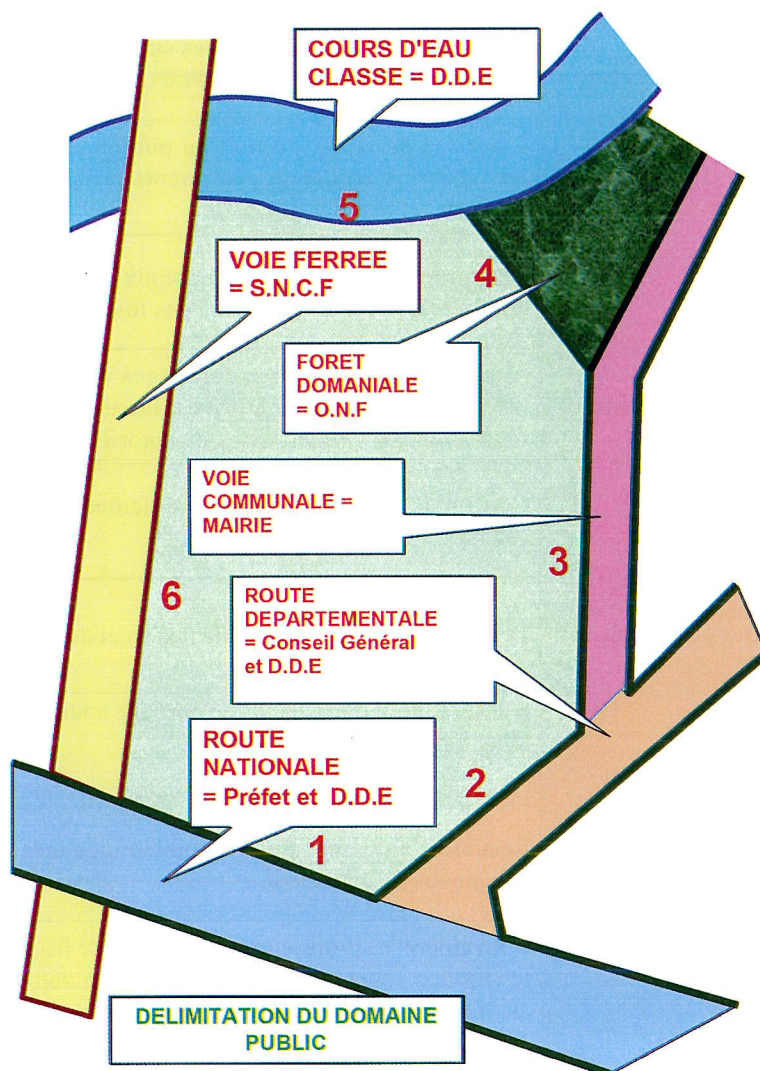 COURS D'EAU
CLASSE = D.D.E
5
VOIE FERREE
= S.N.C.F
4
FORET
DOMANIALE
= O.N.F
VOIE
COMMUNALE =
MAIRIE
3
6
ROUTE
DEPARTEMENTALE
= Conseil Général
et D.D.E
ROUTE
NATIONALE
= Préfet et D.D.E
2
1
DELIMITATION DU DOMAINE
PUBLIC